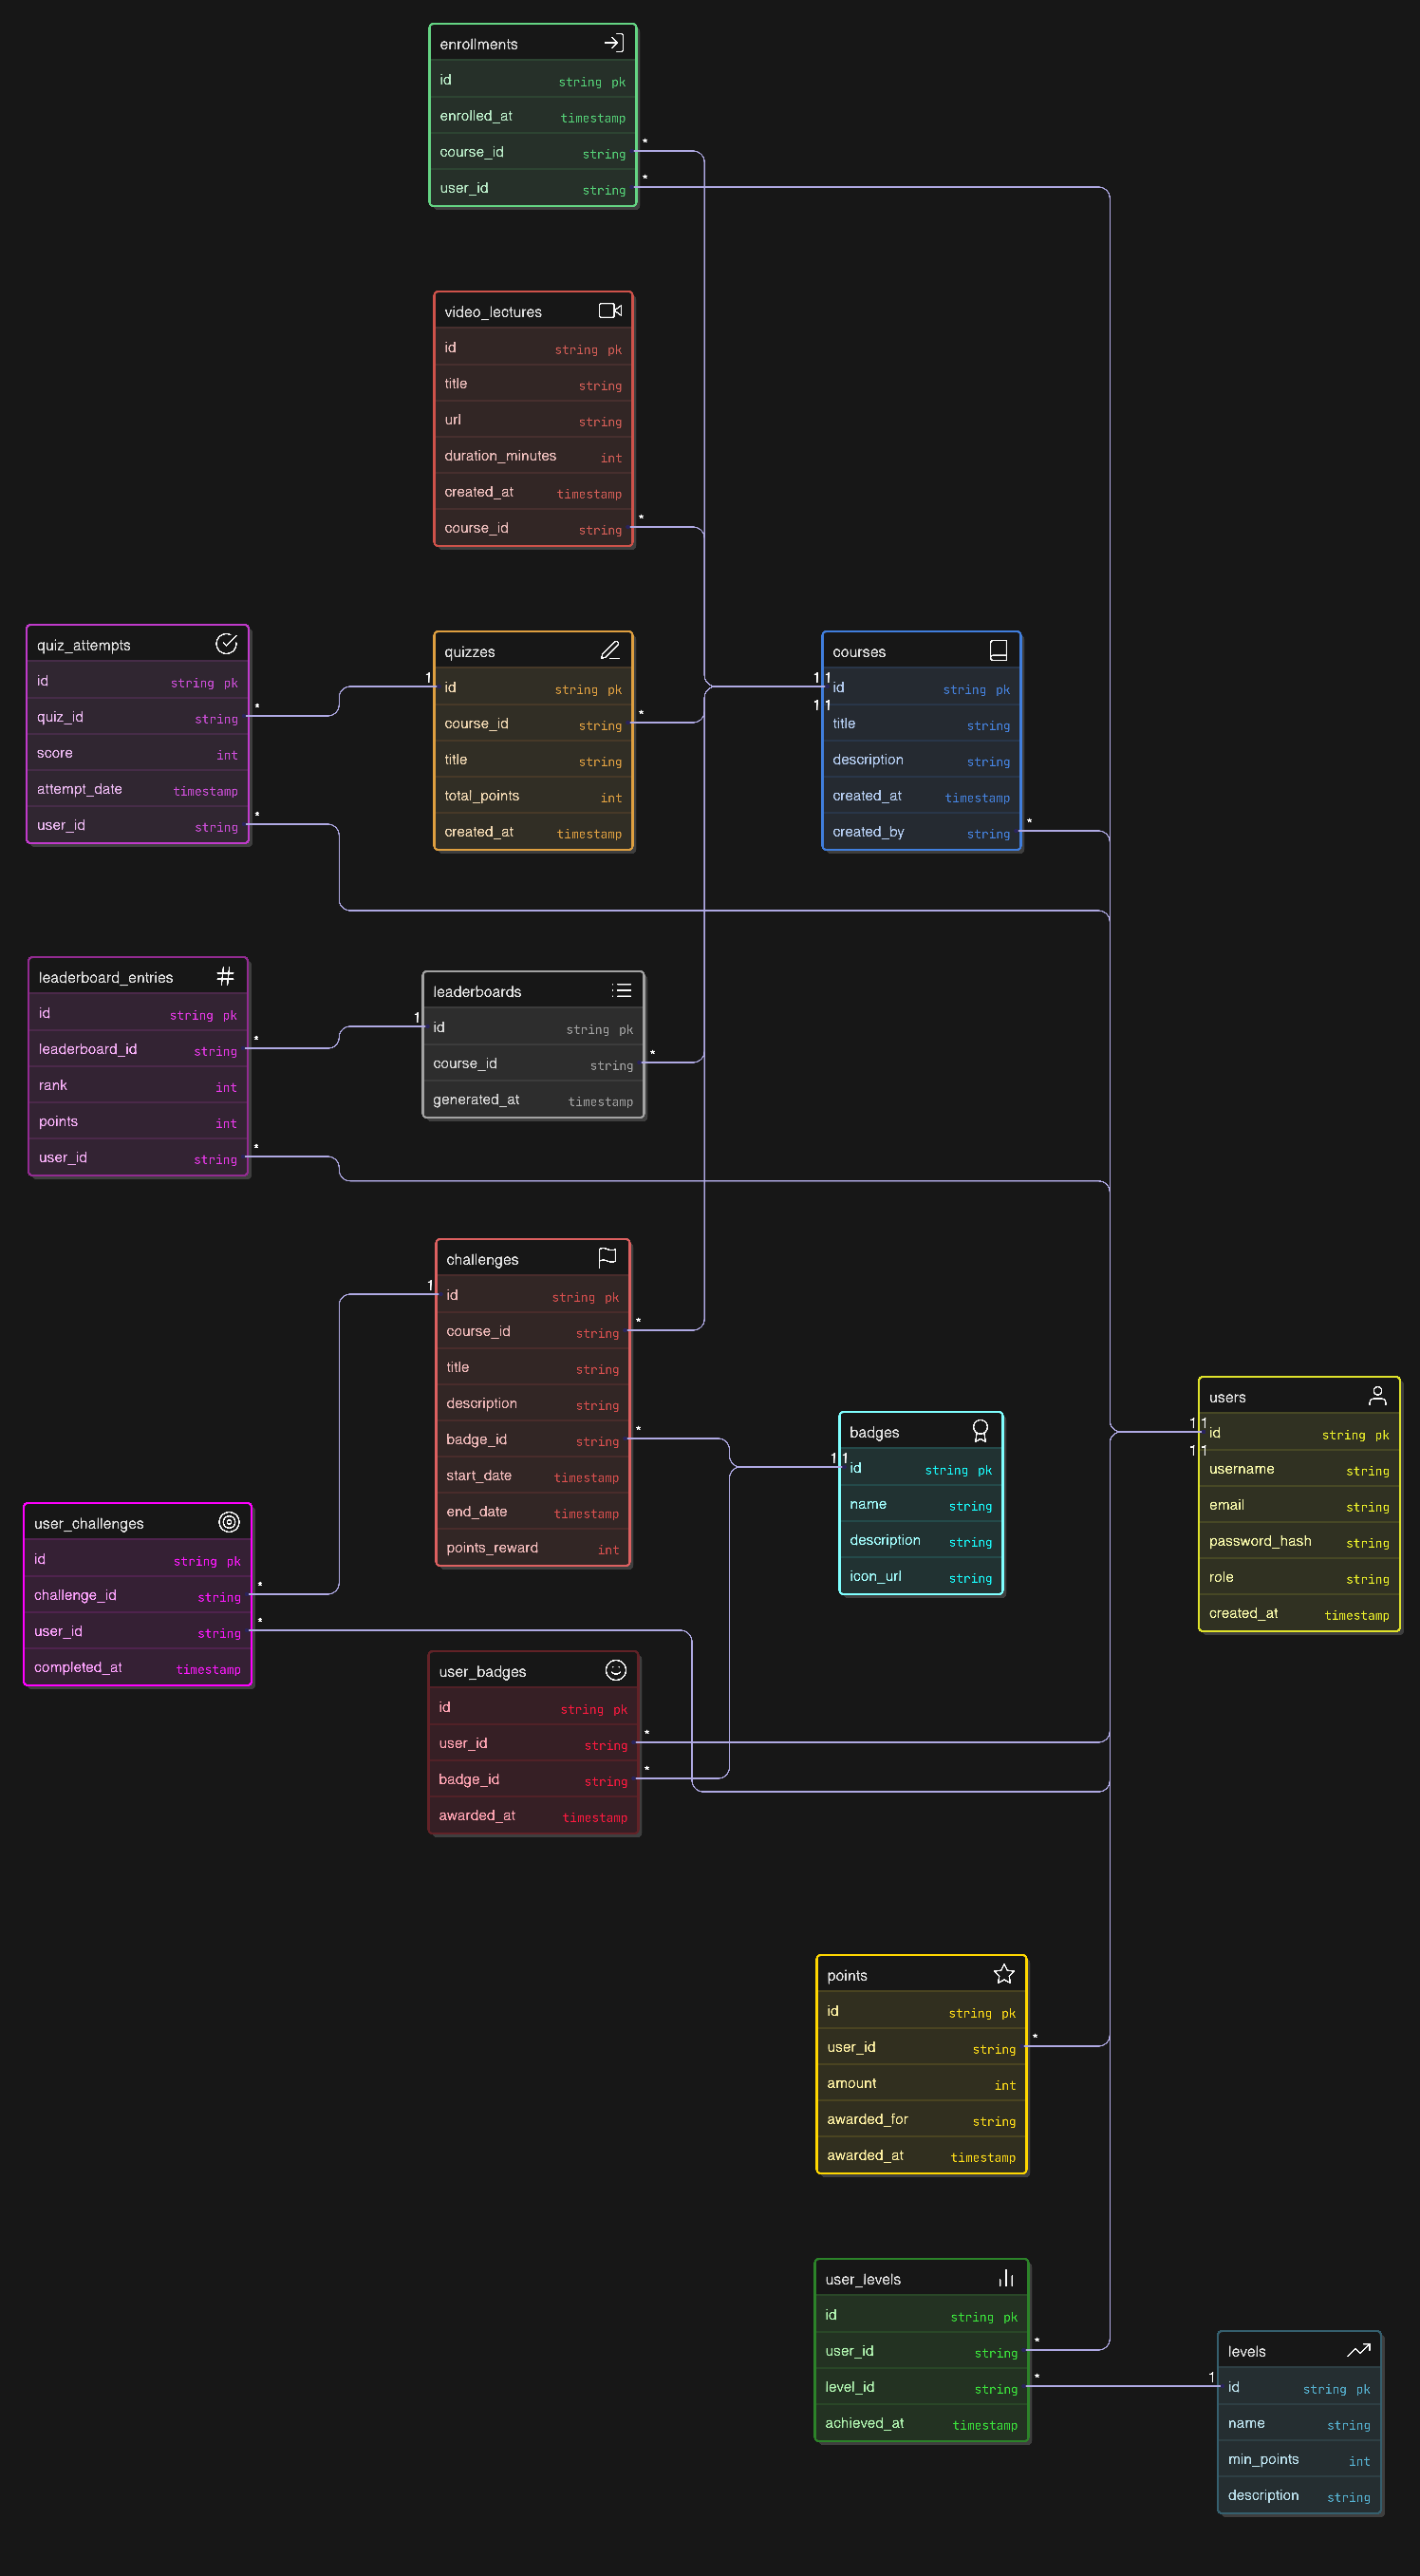 enrollments
id string pk
enrolled_at timestamp
course_id string *
user_id string *
video_lectures
id string pk
title string
url string
duration_minutes int
created_at timestamp
course_id string *
quiz_attempts
id string pk
quiz_id string *
score int
attempt_date timestamp
user_id string *
quizzes
1 id string pk
course_id string *
title string
total_points int
created_at timestamp
courses
1 1 id string pk
1 1
title string
description string
created_at timestamp
created_by string *
leaderboard_entries
id string pk
leaderboard_id string *
rank int
points int
user_id string *
leaderboards
1 id string pk
course_id string *
generated_at timestamp
challenges
1 id string pk
course_id string *
title string
description string
badge_id string *
start_date timestamp
end_date timestamp
points_reward int
badges
1 1 id string pk
name string
description string
icon_url string
users
1 1 id string pk
1 1
username string
email string
password_hash string
role string
created_at timestamp
user_challenges
id string pk
challenge_id string *
user_id string *
completed_at timestamp
user_badges
id string pk
user_id string *
badge_id string *
awarded_at timestamp
points
id string pk
user_id string *
amount int
awarded_for string
awarded_at timestamp
user_levels
id string pk
user_id string *
level_id string *
achieved_at timestamp
levels
1 id string pk
name string
min_points int
description string